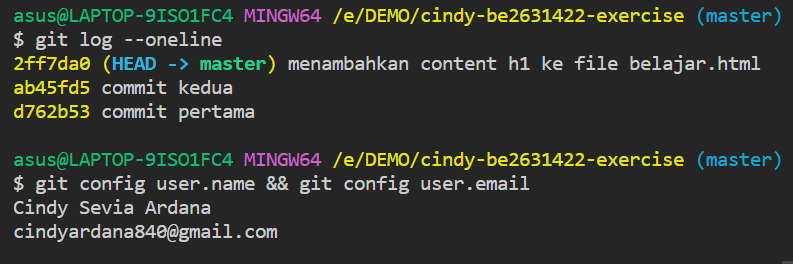 asus@LAPTOP-9ISO1FC4 MINGW64 /e/DEMO/cindy-be2631422-exercise (master)
$ git log --oneline
2ff7da0 (HEAD -> master) menambahkan content h1 ke file belajar.html
ab45fd5 commit kedua
d762b53 commit pertama
asus@LAPTOP-9ISO1FC4 MINGW64 /e/DEMO/cindy-be2631422-exercise (master)
$ git config user.name && git config user.email
Cindy Sevia Ardana
cindyardana840@gmail.com